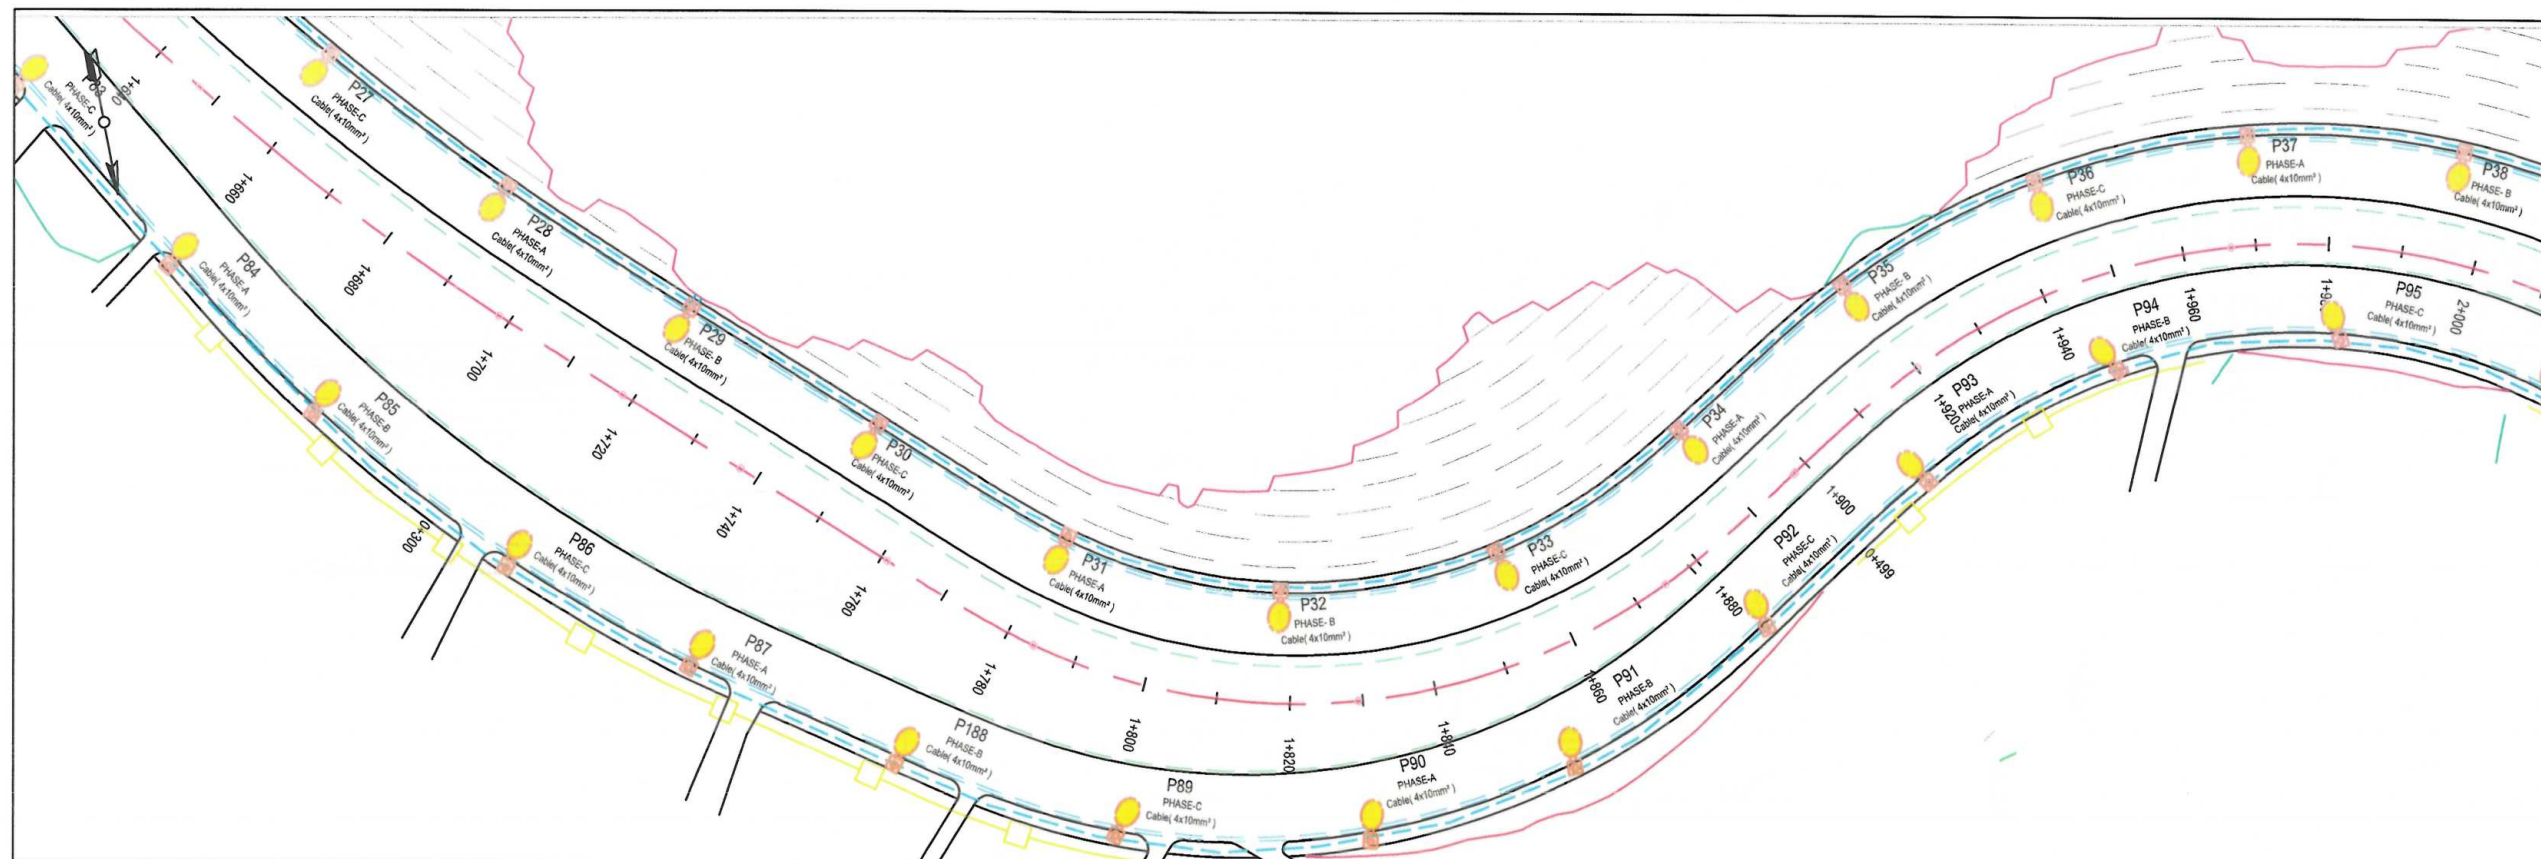 P27
PHASE-C
Cable( 4x10mm² )
P28
PHASE-A
Cable( 4x10mm² )
P29
PHASE- B
Cable( 4x10mm² )
P30
PHASE-C
Cable( 4x10mm² )
P31
PHASE-A
Cable( 4x10mm² )
P32
PHASE- B
Cable( 4x10mm² )
P33
PHASE-C
Cable( 4x10mm² )
P34
PHASE-A
Cable( 4x10mm² )
P35
PHASE- B
Cable( 4x10mm² )
P36
PHASE-C
Cable( 4x10mm² )
P37
PHASE-A
Cable( 4x10mm² )
P38
PHASE- B
Cable( 4x10mm² )
1+640
1+660
1+680
1+700
1+720
1+740
1+760
1+780
1+800
1+820
1+840
1+860
1+880
1+900
1+920
1+940
1+960
2+000
PHASE-C
Cable( 4x10mm² )
P84
PHASE-A
Cable( 4x10mm² )
P85
PHASE-B
Cable( 4x10mm² )
0+300
P86
PHASE-C
Cable( 4x10mm² )
P87
PHASE-A
Cable( 4x10mm² )
P188
PHASE-B
Cable( 4x10mm² )
P89
PHASE-C
Cable( 4x10mm² )
P90
PHASE-A
Cable( 4x10mm² )
P91
PHASE-B
Cable( 4x10mm² )
P92
PHASE-C
Cable( 4x10mm² )
0+499
P93
PHASE-A
Cable( 4x10mm² )
P94
PHASE-B
Cable( 4x10mm² )
P95
PHASE-C
Cable( 4x10mm² )